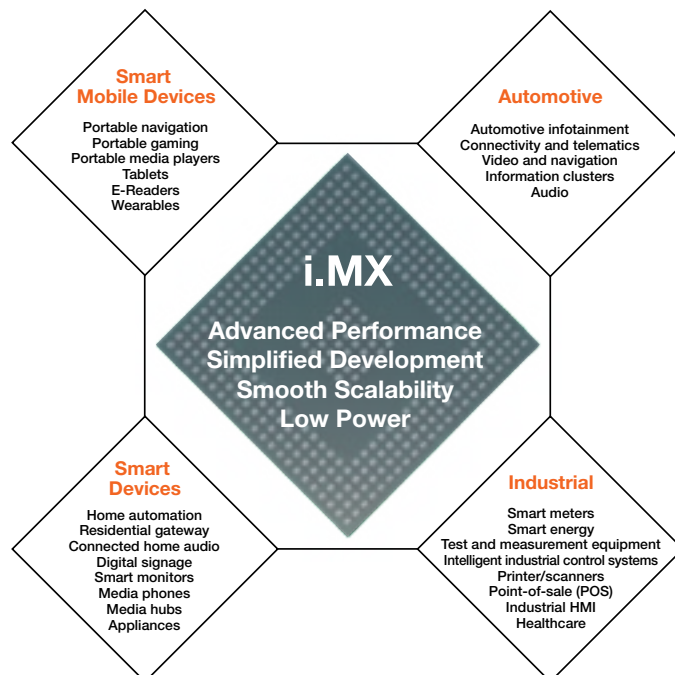 Smart
Mobile Devices
Portable navigation
Portable gaming
Portable media players
Tablets
E-Readers
Wearables
Automotive
Automotive infotainment
Connectivity and telematics
Video and navigation
Information clusters
Audio
i.MX
Advanced Performance
Simplified Development
Smooth Scalability
Low Power
Smart
Devices
Home automation
Residential gateway
Connected home audio
Digital signage
Smart monitors
Media phones
Media hubs
Appliances
Industrial
Smart meters
Smart energy
Test and measurement equipment
Intelligent industrial control systems
Printer/scanners
Point-of-sale (POS)
Industrial HMI
Healthcare